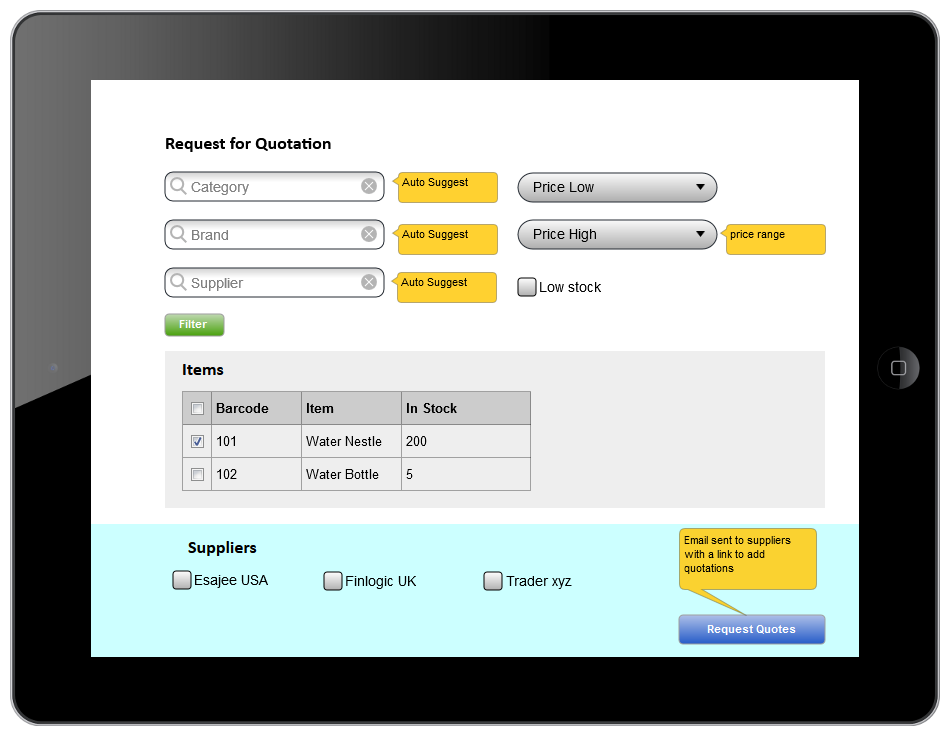 Request for Quotation
Category
Auto Suggest
Price Low
Brand
Auto Suggest
Price High
price range
Supplier
Auto Suggest
Low stock
Filter
Items
Barcode Item In Stock
101 Water Nestle 200
102 Water Bottle 5
Suppliers
Esajee USA
Finlogic UK
Trader xyz
Email sent to suppliers
with a link to add
quotations
Request Quotes